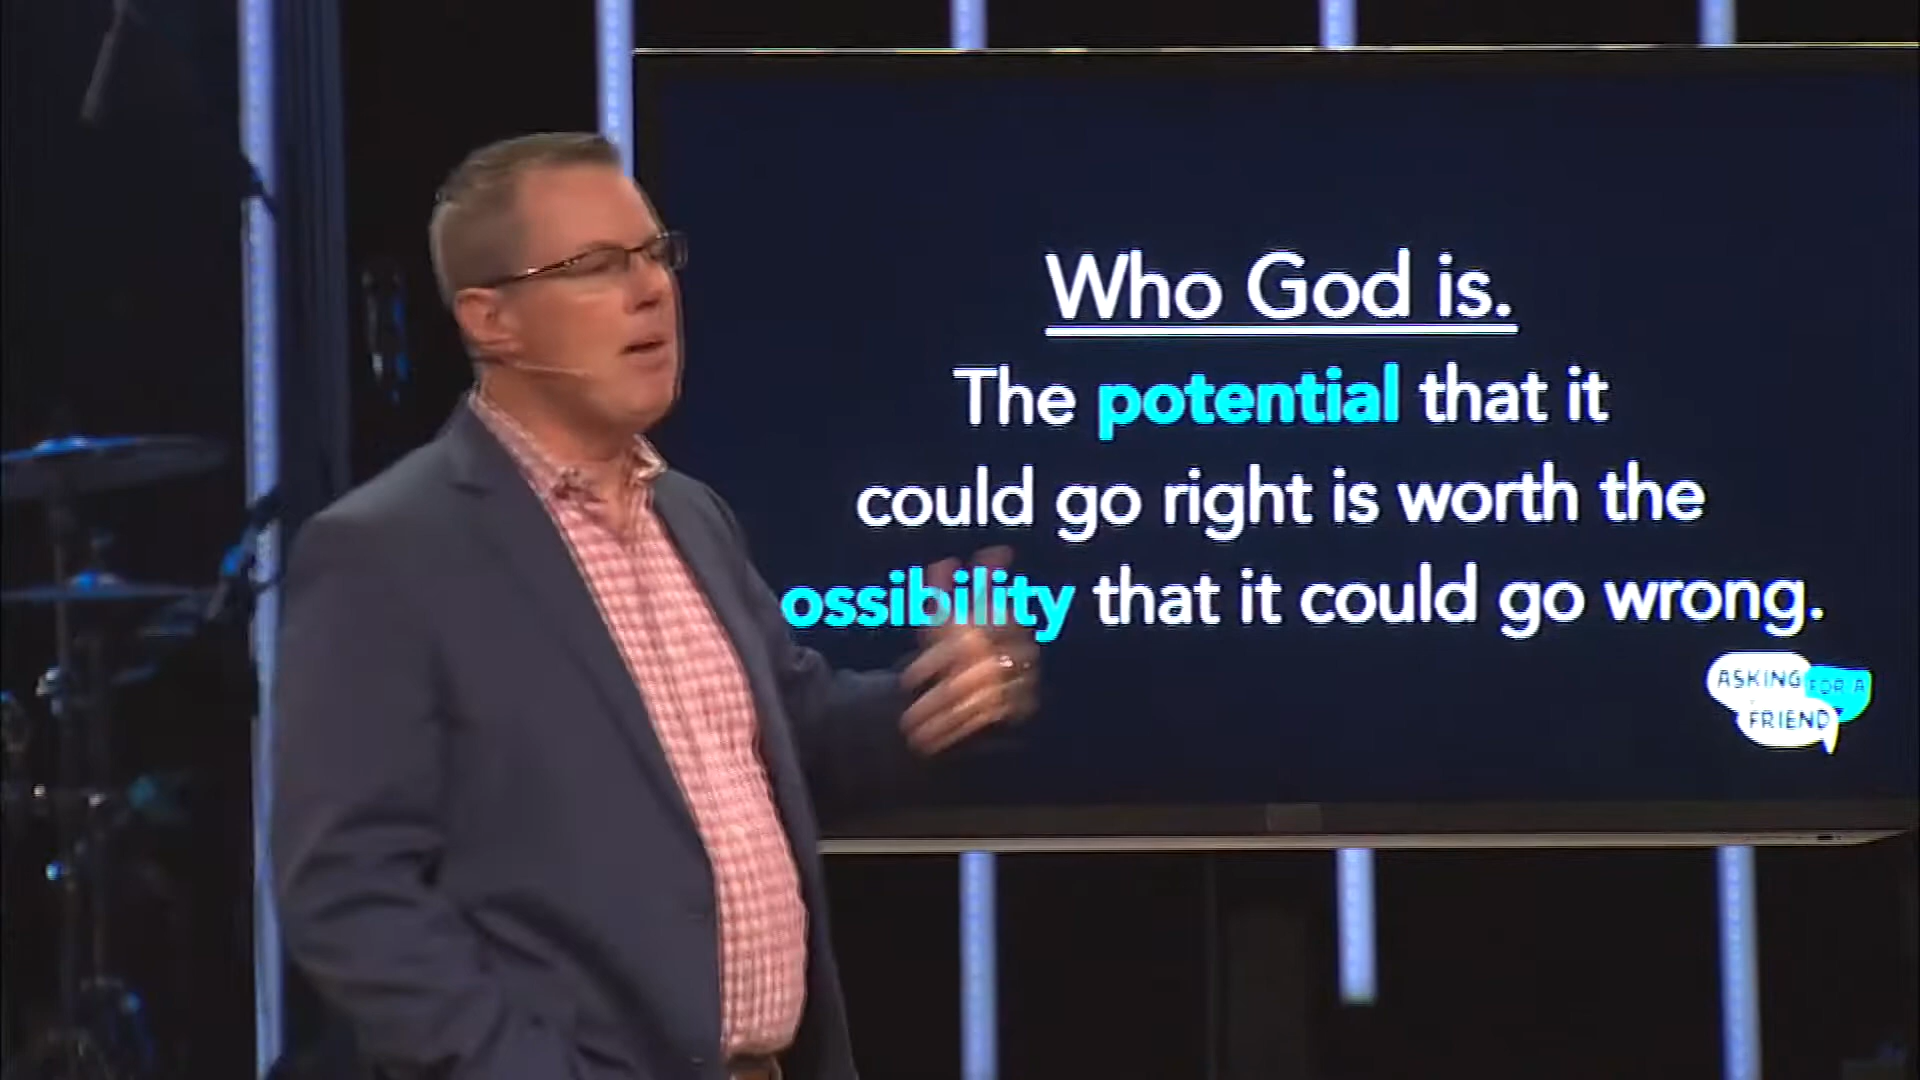 Who God is.
The potential that it
could go right is worth the
ossibility that it could go wrong.
ASKING FOR A
FRIEND